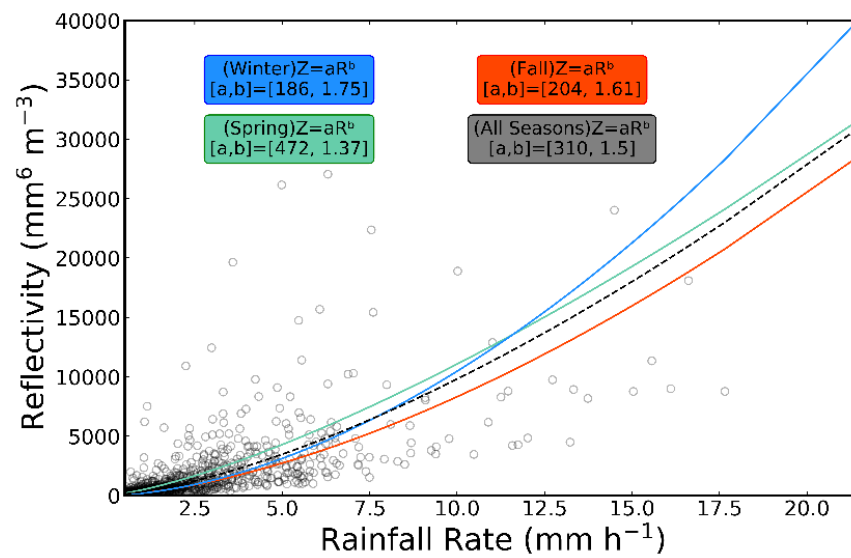 40000
35000
30000
25000
20000
15000
10000
5000
0
Reflectivity (mm⁶ m⁻³)
(Winter)Z=aRᵇ
[a,b]=[186, 1.75]
(Fall)Z=aRᵇ
[a,b]=[204, 1.61]
(Spring)Z=aRᵇ
[a,b]=[472, 1.37]
(All Seasons)Z=aRᵇ
[a,b]=[310, 1.5]
2.5 5.0 7.5 10.0 12.5 15.0 17.5 20.0
Rainfall Rate (mm h⁻¹)